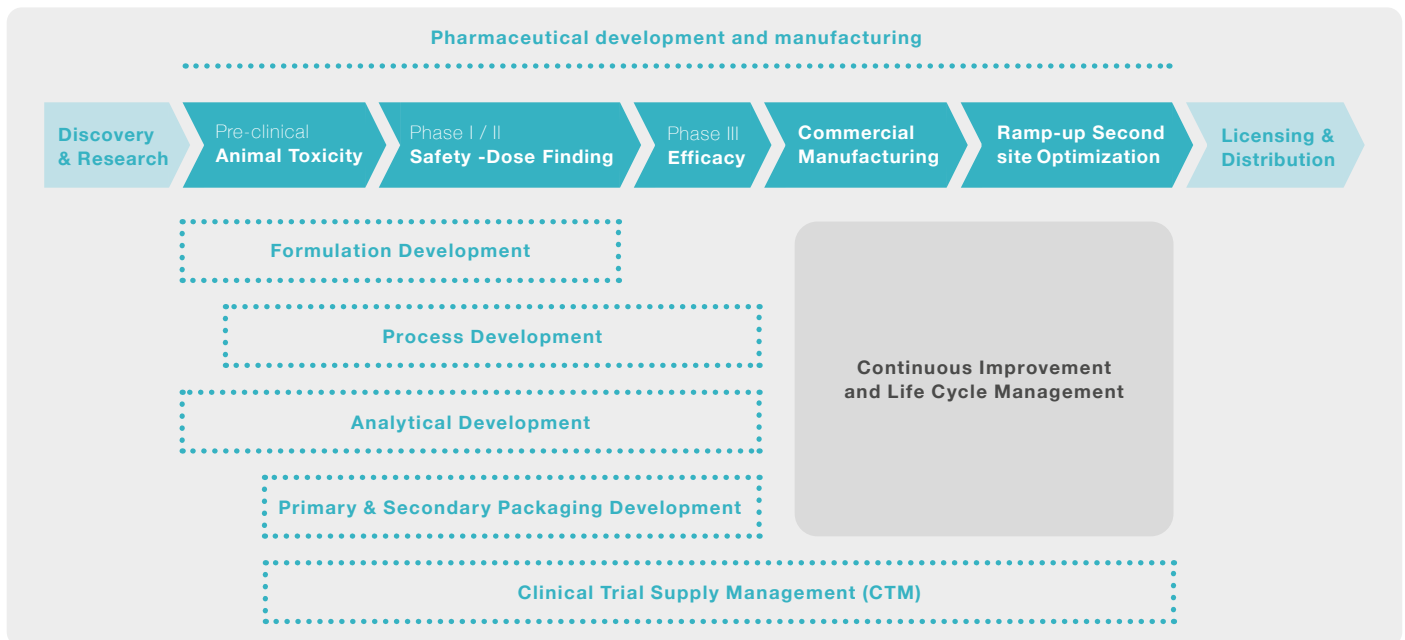 Pharmaceutical development and manufacturing
Discovery
& Research
Pre-clinical
Animal Toxicity
Phase I / II
Safety -Dose Finding
Phase III
Efficacy
Commercial
Manufacturing
Ramp-up Second
site Optimization
Licensing &
Distribution
Formulation Development
Process Development
Analytical Development
Primary & Secondary Packaging Development
Continuous Improvement
and Life Cycle Management
Clinical Trial Supply Management (CTM)